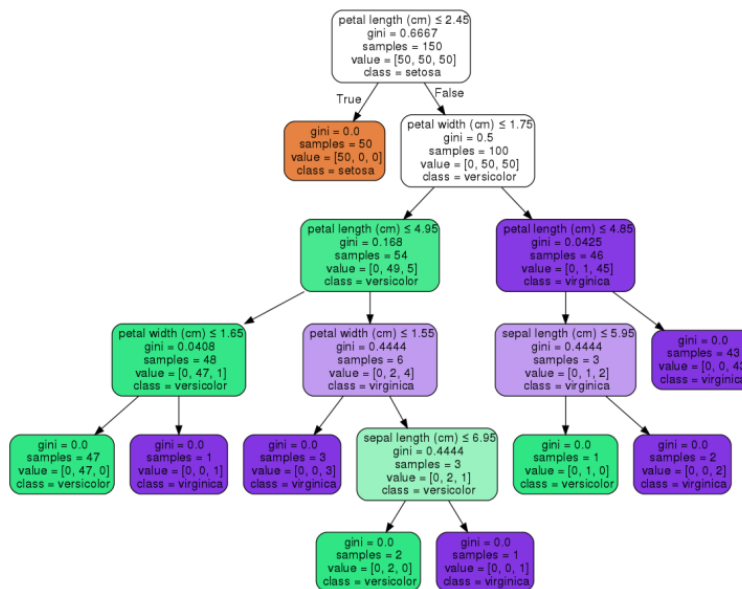 petal length (cm) ≤ 2.45
gini = 0.6667
samples = 150
value = [50, 50, 50]
class = setosa
True
False
gini = 0.0
samples = 50
value = [50, 0, 0]
class = setosa
petal width (cm) ≤ 1.75
gini = 0.5
samples = 100
value = [0, 50, 50]
class = versicolor
petal length (cm) ≤ 4.95
gini = 0.168
samples = 54
value = [0, 49, 5]
class = versicolor
petal length (cm) ≤ 4.85
gini = 0.0425
samples = 46
value = [0, 1, 45]
class = virginica
petal width (cm) ≤ 1.65
gini = 0.0408
samples = 48
value = [0, 47, 1]
class = versicolor
petal width (cm) ≤ 1.55
gini = 0.4444
samples = 6
value = [0, 2, 4]
class = virginica
sepal length (cm) ≤ 5.95
gini = 0.4444
samples = 3
value = [0, 1, 2]
class = virginica
gini = 0.0
samples = 43
value = [0, 0, 43
class = virginica
gini = 0.0
samples = 47
value = [0, 47, 0]
class = versicolor
gini = 0.0
samples = 1
value = [0, 0, 1]
class = virginica
gini = 0.0
samples = 3
value = [0, 0, 3]
class = virginica
sepal length (cm) ≤ 6.95
gini = 0.4444
samples = 3
value = [0, 2, 1]
class = versicolor
gini = 0.0
samples = 1
value = [0, 1, 0]
class = versicolor
gini = 0.0
samples = 2
value = [0, 0, 2]
class = virginica
gini = 0.0
samples = 2
value = [0, 2, 0]
class = versicolor
gini = 0.0
samples = 1
value = [0, 0, 1]
class = virginica